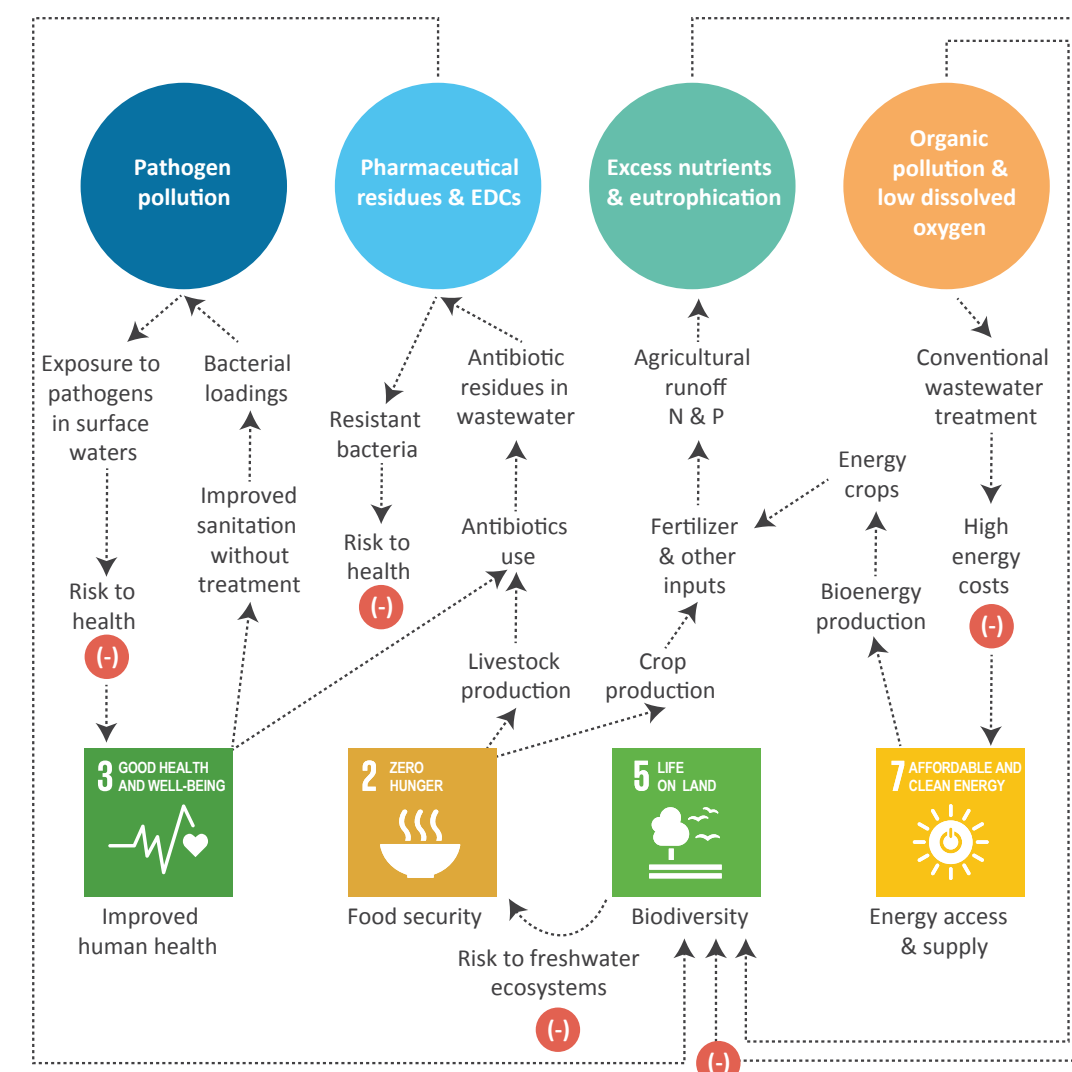 Pathogen
pollution
Pharmaceutical
residues & EDCs
Excess nutrients
& eutrophication
Organic
pollution &
low dissolved
oxygen
Exposure to
pathogens
in surface
waters
Bacterial
loadings
Resistant
bacteria
Antibiotic
residues in
wastewater
Agricultural
runoff
N & P
Conventional
wastewater
treatment
Energy
crops
Improved
sanitation
without
treatment
Risk to
health
(-)
Antibiotics
use
Fertilizer
& other
inputs
High
energy
costs
(-)
Risk to
health
(-)
Bioenergy
production
Livestock
production
Crop
production
3 GOOD HEALTH
AND WELL-BEING
2 ZERO
HUNGER
5 LIFE
ON LAND
7 AFFORDABLE AND
CLEAN ENERGY
Improved
human health
Food security
Biodiversity
Energy access
& supply
Risk to freshwater
ecosystems
(-)
(-)